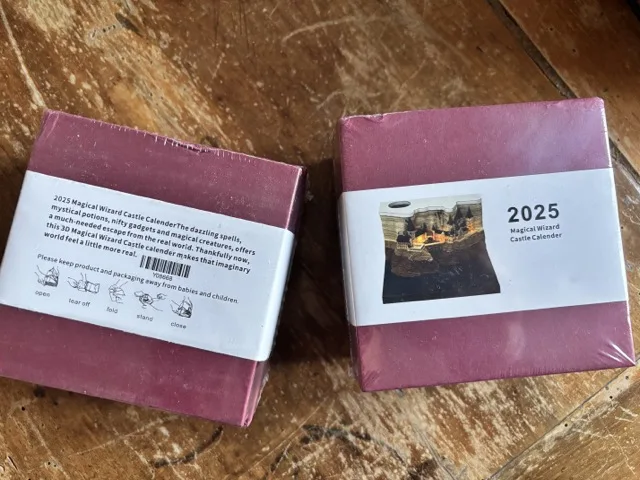 2025 Magical Wizard Castle CalenderThe dazzling spells,
mystical potions, nifty gadgets and magical creatures, offers
a much-needed escape from the real world. Thankfully now,
this 3D Magical Wizard Castle calender makes that imaginary
world feel a little more real.
Y08068
Please keep product and packaging away from babies and children.
open
tear off
fold
stand
close
2025
Magical Wizard
Castle Calender